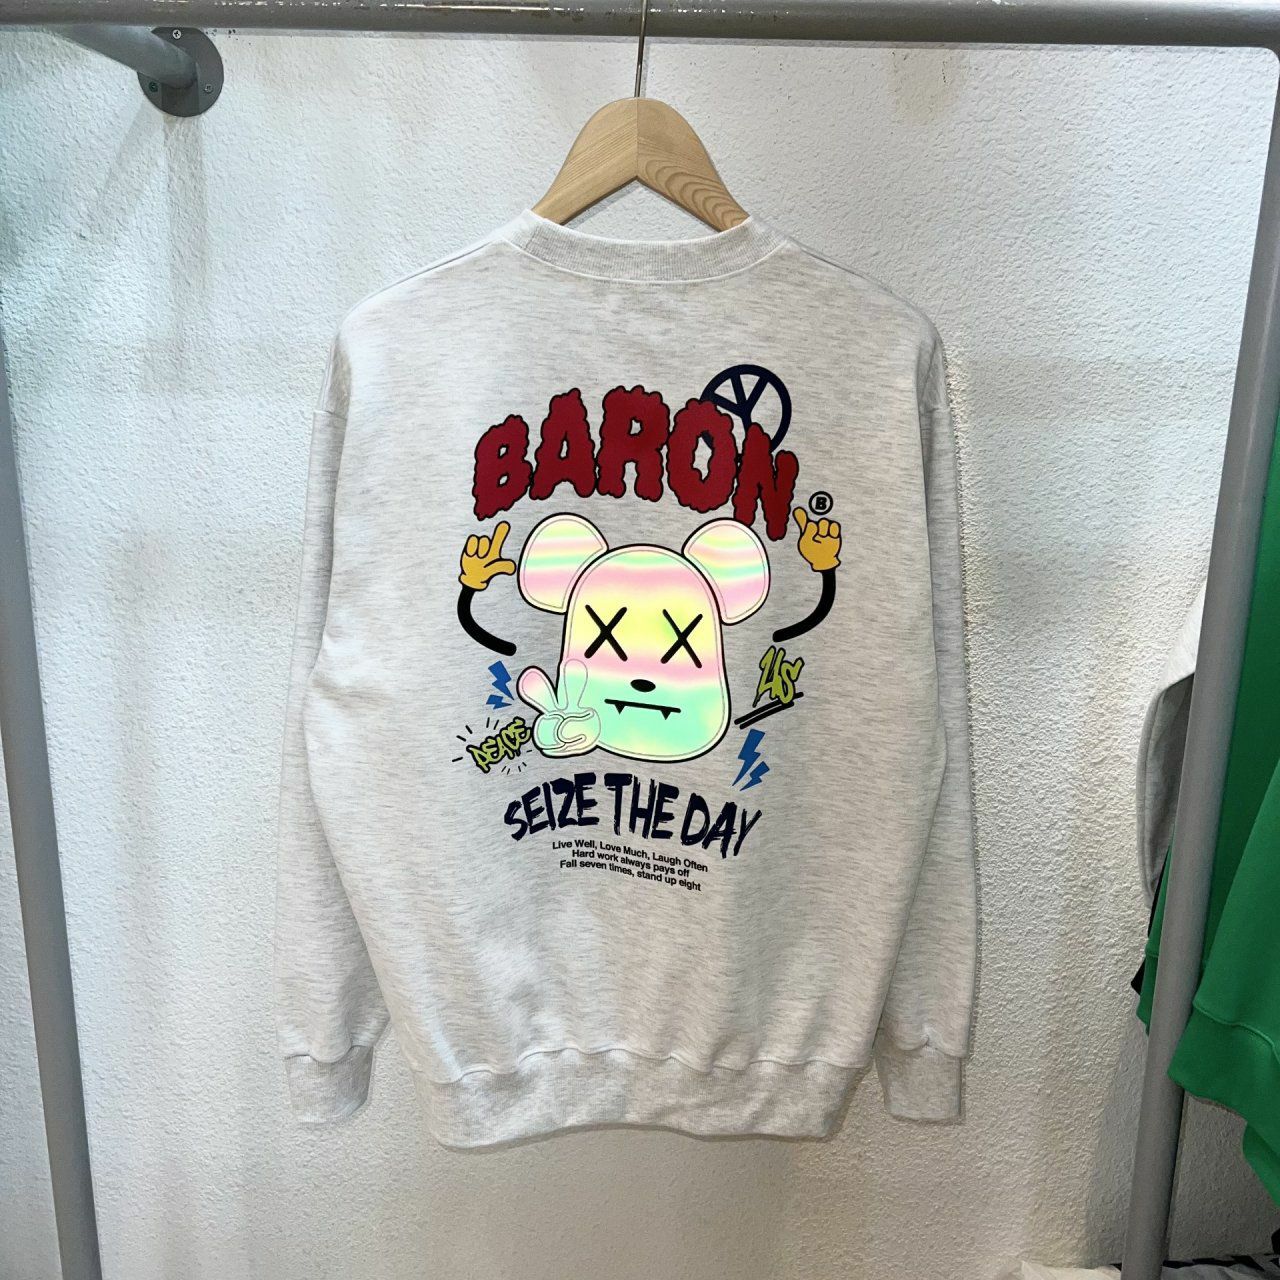 BARON
B
US
PEACE
SEIZE THE DAY
Live Well, Love Much, Laugh Often
Hard work always pays off
Fall seven times, stand up eight